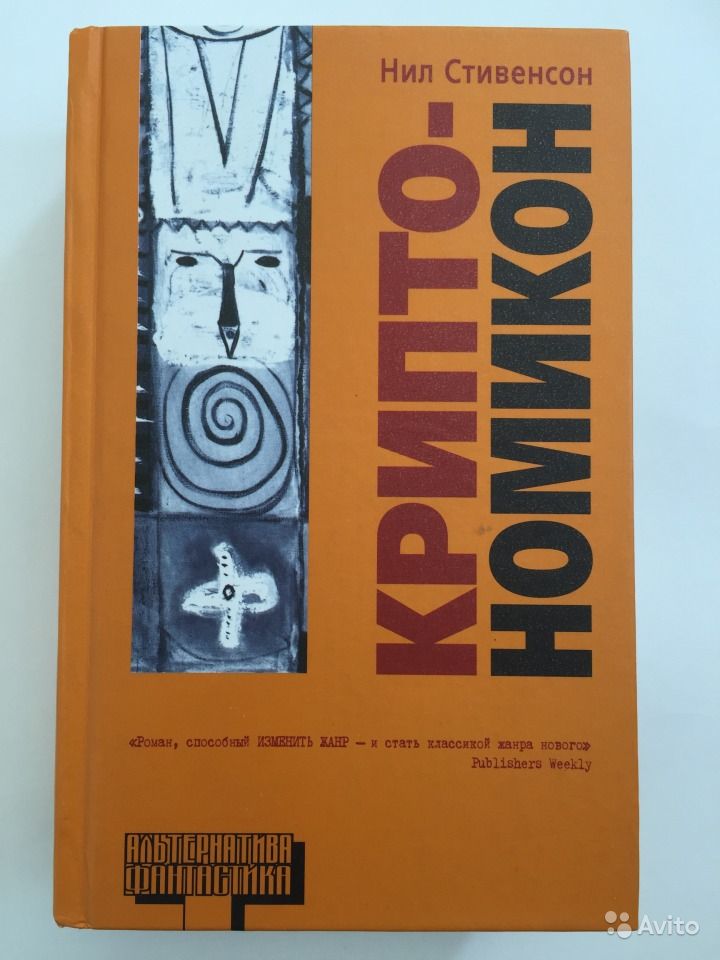 Нил Стивенсон
КРИПТО-
НОМИКОН
«Роман, способный ИЗМЕНИТЬ ЖАНР — и стать классикой жанра нового»
Publishers Weekly
АЛЬТЕРНАТИВА
ФАНТАСТИКА
Avito